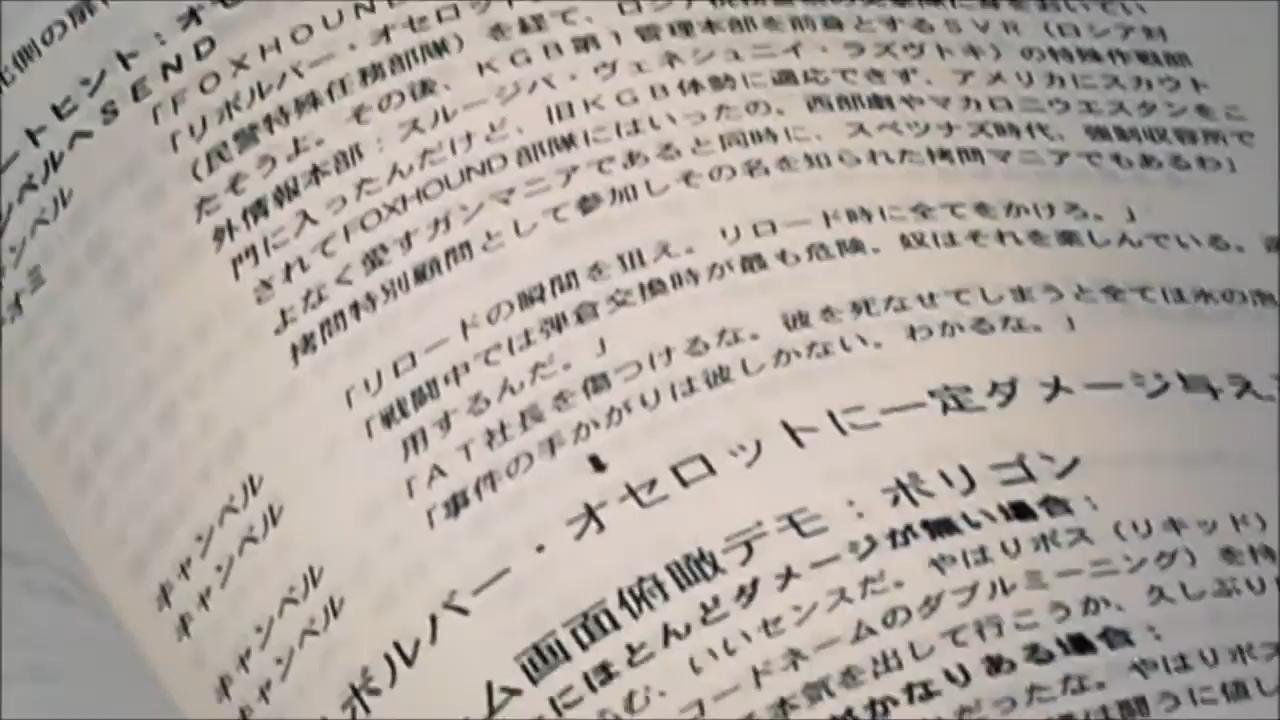 ートヒント：オセ
ンベルへSEND
「FOXHOUN
「リボルバー・オセロット
（民警特殊任務部隊）を経て、ロシア
たそうよ。その後、KGB第1管理本部を前身とするSVR（ロシア対
外情報本部：スルージバ・ヴェネシュニイ・ラズヴトキ）の特殊作戦部
門に入ったんだけど、旧KGB体勢に適応できず、アメリカにスカウト
されてFOXHOUND部隊にはいったの。西部劇やマカロニウエスタンをこ
よなく愛すガンマニアであると同時に、スペツナズ時代、強制収容所で
拷問特別顧問として参加しその名を知られた拷問マニアでもあるわ」
キャンベル 「リロードの瞬間を狙え。リロード時に全てをかけろ。」
キャンベル 「戦闘中では弾倉交換時が最も危険、奴はそれを楽しんでいる。
用するんだ。」
キャンベル 「AT社長を傷つけるな。彼を死なせてしまうと全ては水の泡
キャンベル 「事件の手がかりは彼しかない。わかるな。」
ボルバー・オセロットに一定ダメージ与え
ム画面俯瞰デモ：ポリゴン
にほとんどダメージが無い場合：
む、いいセンスだ。やはりボス（リキッド）
コードネームのダブルミーニング）を持
本気を出して行こうか、久しぶり
がかなりある場合：
だったな。やはりボス
は闘うに値し